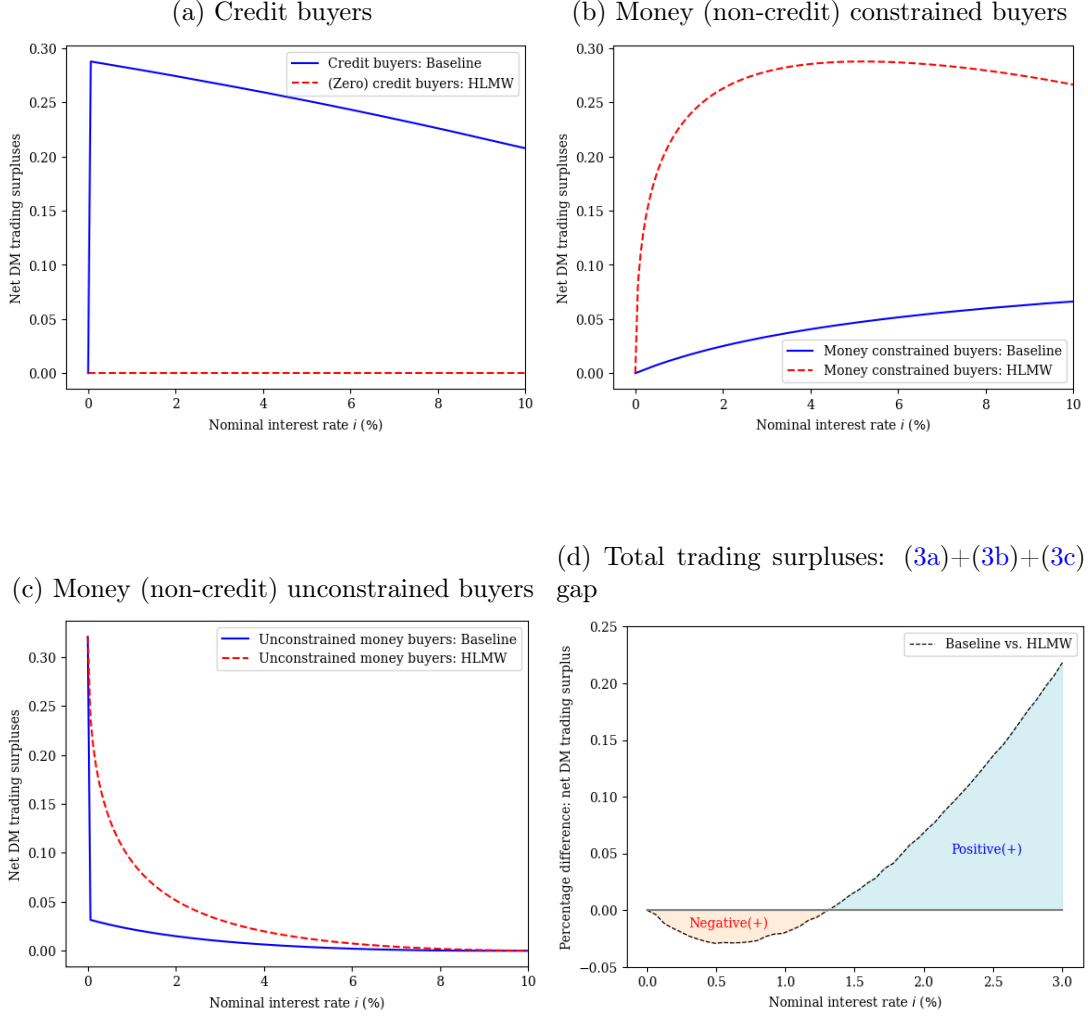 (a) Credit buyers
0.30
0.25
0.20
0.15
0.10
0.05
0.00
Net DM trading surpluses
Credit buyers: Baseline
(Zero) credit buyers: HLMW
0 2 4 6 8 10
Nominal interest rate i (%)
(b) Money (non-credit) constrained buyers
0.30
0.25
0.20
0.15
0.10
0.05
0.00
Net DM trading surpluses
Money constrained buyers: Baseline
Money constrained buyers: HLMW
0 2 4 6 8 10
Nominal interest rate i (%)
(c) Money (non-credit) unconstrained buyers
0.30
0.25
0.20
0.15
0.10
0.05
0.00
Net DM trading surpluses
Unconstrained money buyers: Baseline
Unconstrained money buyers: HLMW
0 2 4 6 8 10
Nominal interest rate i (%)
(d) Total trading surpluses: (3a)+(3b)+(3c)
gap
0.25
0.20
0.15
0.10
0.05
0.00
−0.05
Percentage difference: net DM trading surplus
Baseline vs. HLMW
Positive(+)
Negative(+)
0.0 0.5 1.0 1.5 2.0 2.5 3.0
Nominal interest rate i (%)